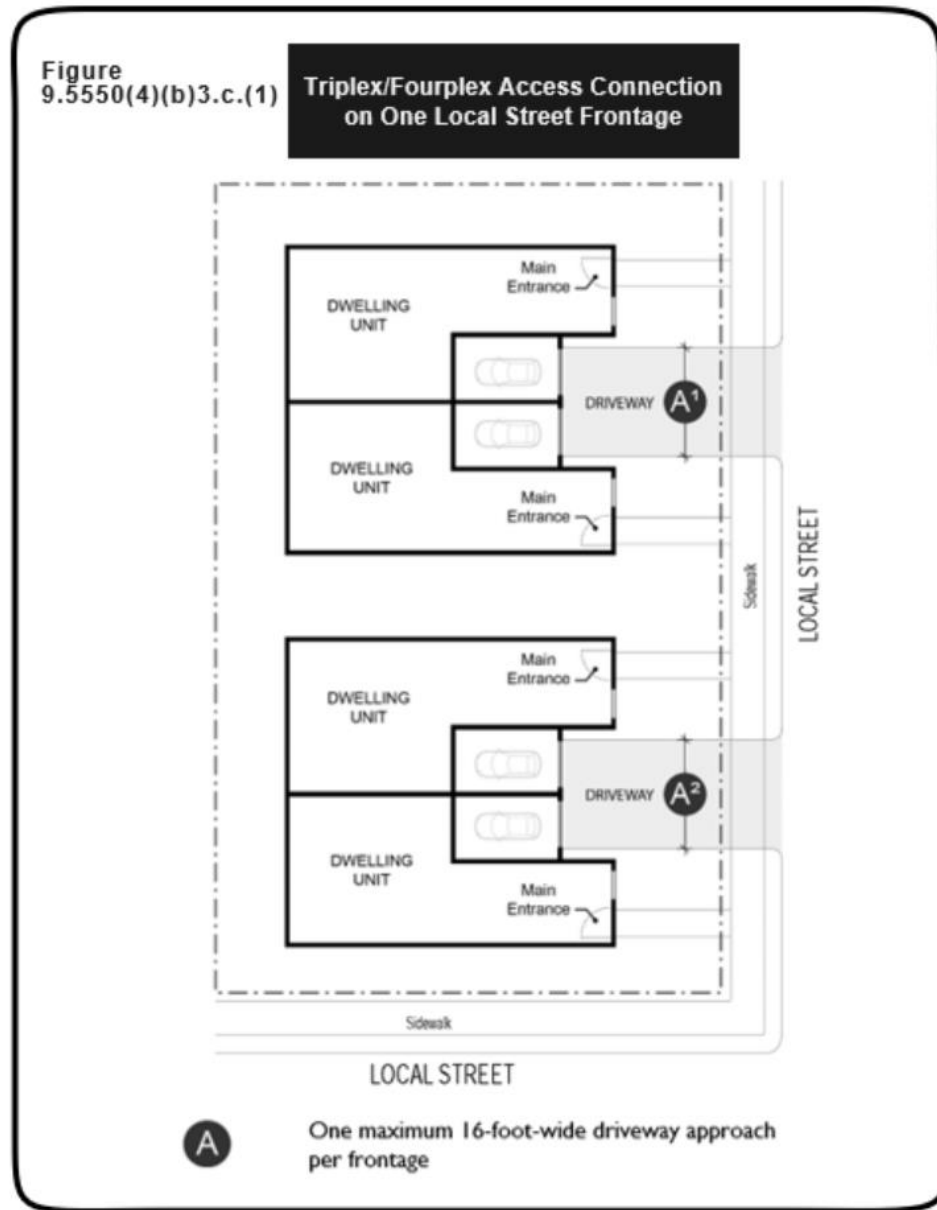 Figure
9.5550(4)(b)3.c.(1)
Triplex/Fourplex Access Connection
on One Local Street Frontage
Main
Entrance
DWELLING
UNIT
DRIVEWAY
A¹
DWELLING
UNIT
Main
Entrance
LOCAL STREET
Sidewalk
Main
Entrance
DWELLING
UNIT
DRIVEWAY
A²
DWELLING
UNIT
Main
Entrance
Sidewalk
LOCAL STREET
A
One maximum 16-foot-wide driveway approach
per frontage